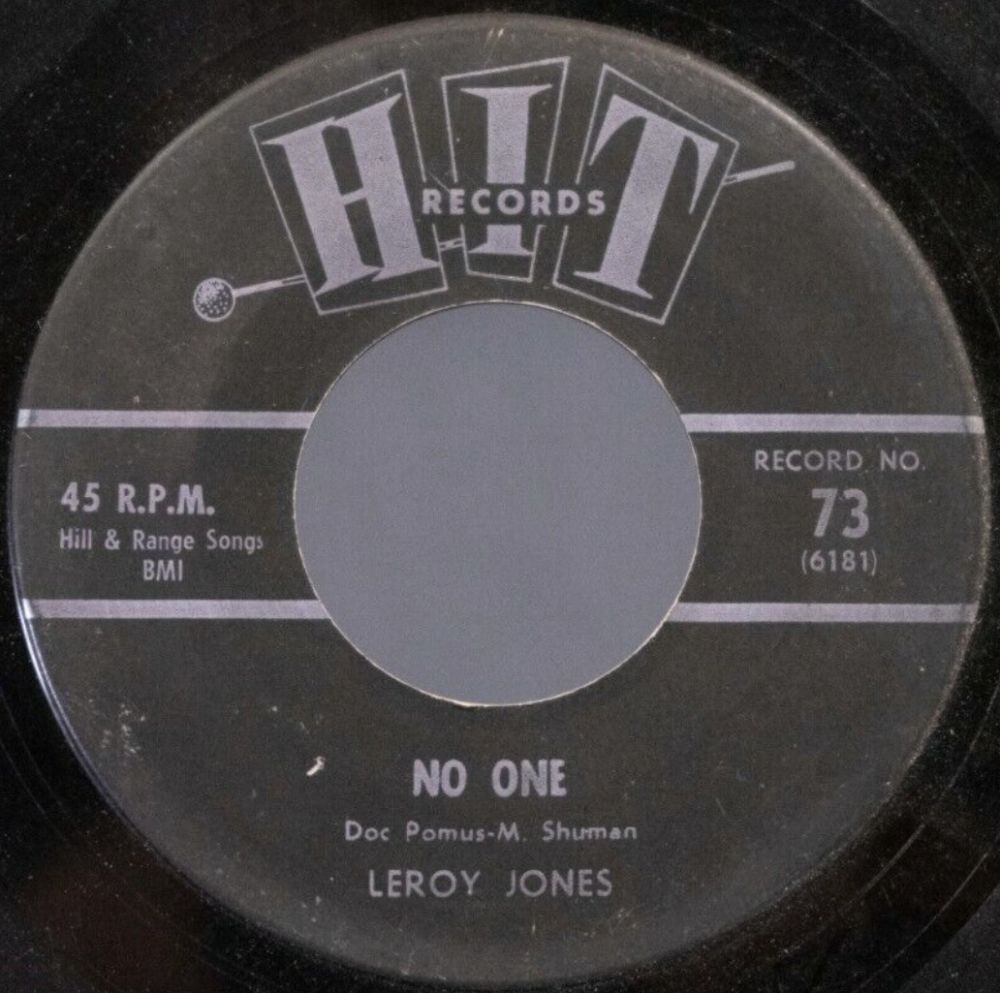 HIT
RECORDS
RECORD NO.
73
(6181)
45 R.P.M.
Hill & Range Songs
BMI
NO ONE
Doc Pomus-M. Shuman
LEROY JONES